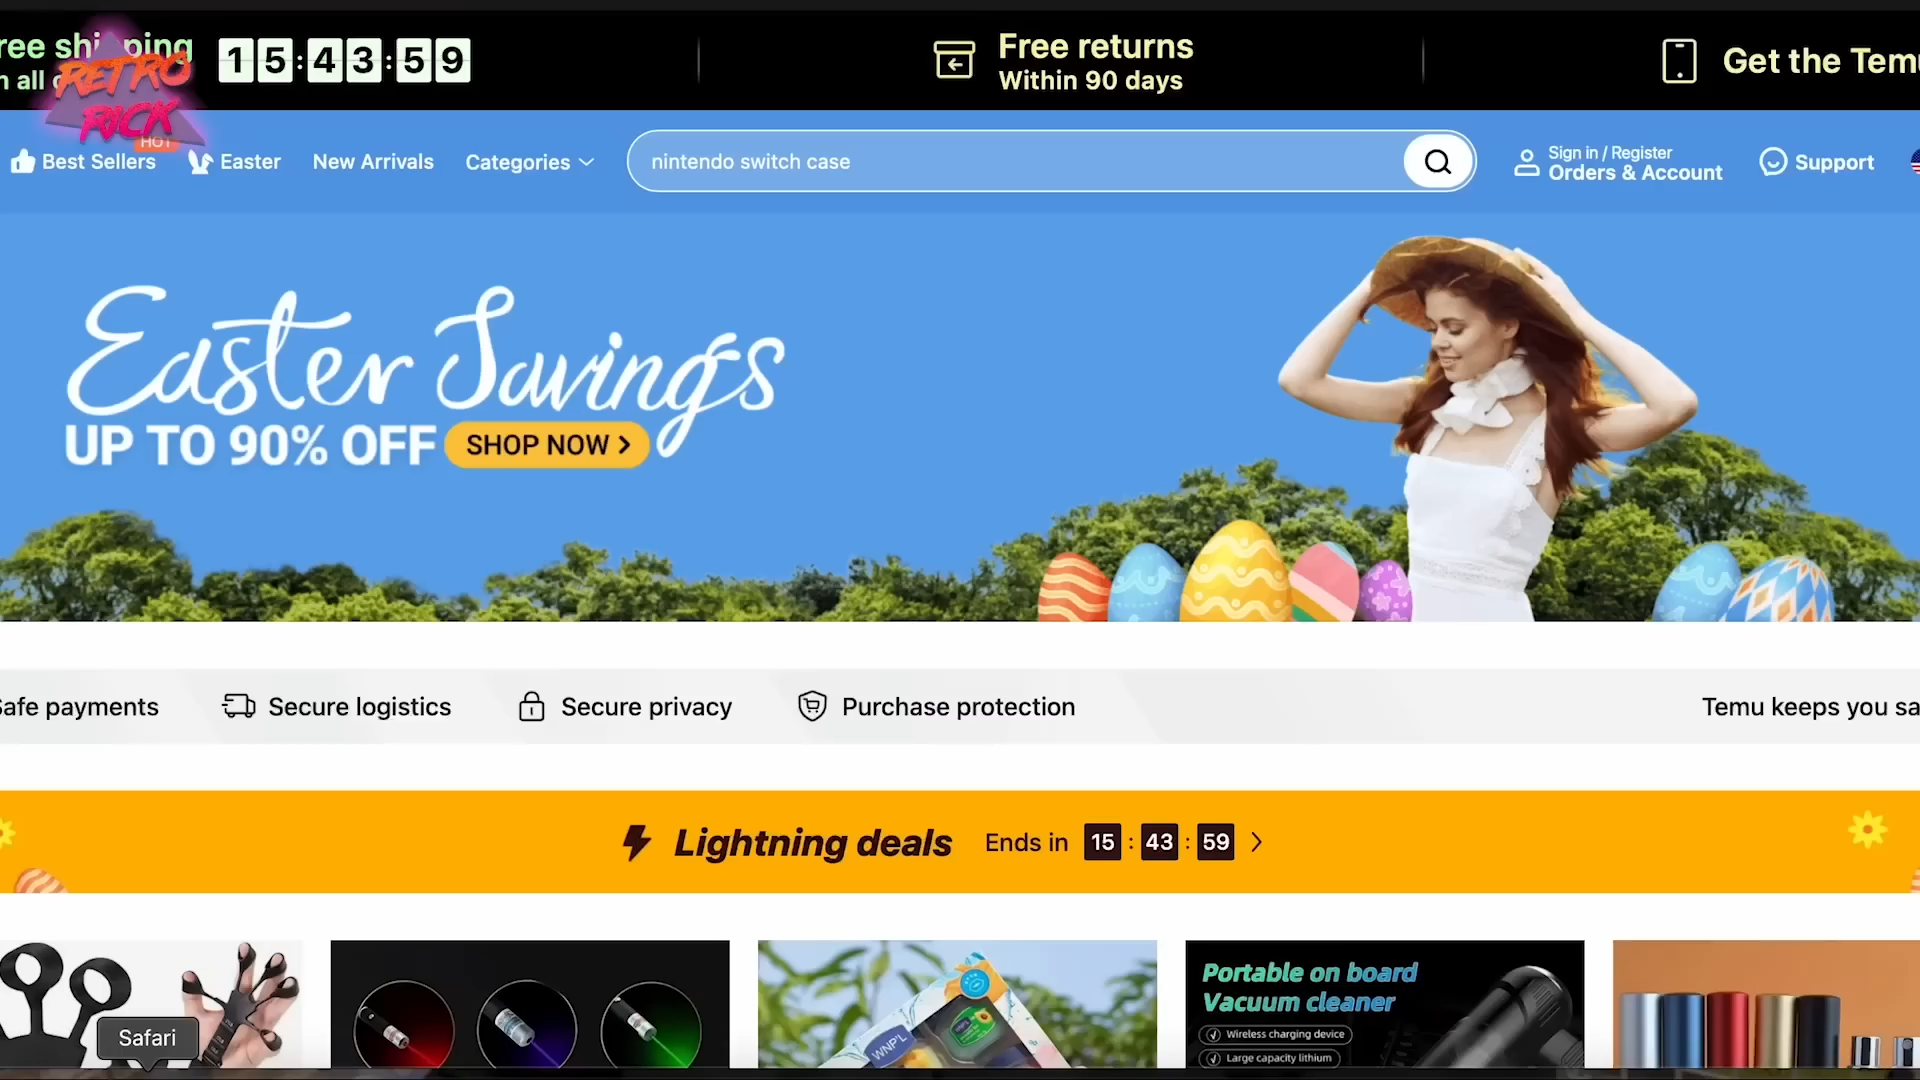 ree shipping
15:43:59
Free returns
Within 90 days
Get the Tem
RETRO
RICK
HOT
Best Sellers
Easter
New Arrivals
Categories
nintendo switch case
Sign in / Register
Orders & Account
Support
Easter Savings
UP TO 90% OFF
SHOP NOW
Safe payments
Secure logistics
Secure privacy
Purchase protection
Temu keeps you sa
Lightning deals
Ends in 15 : 43 : 59
Portable on board
Vacuum cleaner
Wireless charging device
Large capacity lithium
WNP'L
Safari